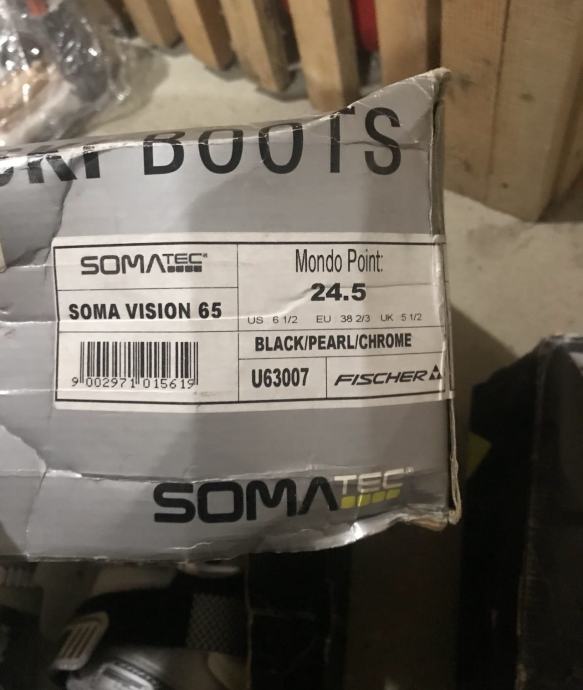 SKI BOOTS
SOMATEC®
SOMA VISION 65
9 002971 015619
Mondo Point:
24.5
US 6 1/2 EU 38 2/3 UK 5 1/2
BLACK/PEARL/CHROME
U63007
FISCHER
SOMATEC®